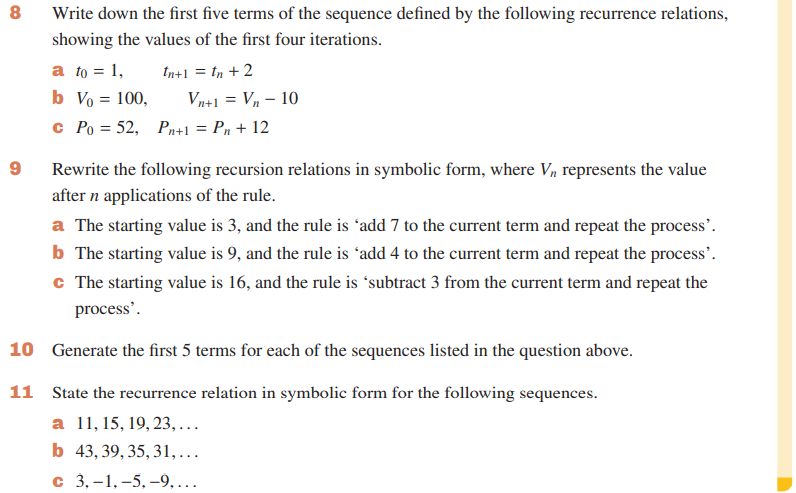 8 Write down the first five terms of the sequence defined by the following recurrence relations,
showing the values of the first four iterations.
a t₀ = 1, tₙ₊₁ = tₙ + 2
b V₀ = 100, Vₙ₊₁ = Vₙ − 10
c P₀ = 52, Pₙ₊₁ = Pₙ + 12
9 Rewrite the following recursion relations in symbolic form, where Vₙ represents the value
after n applications of the rule.
a The starting value is 3, and the rule is ‘add 7 to the current term and repeat the process’.
b The starting value is 9, and the rule is ‘add 4 to the current term and repeat the process’.
c The starting value is 16, and the rule is ‘subtract 3 from the current term and repeat the
process’.
10 Generate the first 5 terms for each of the sequences listed in the question above.
11 State the recurrence relation in symbolic form for the following sequences.
a 11, 15, 19, 23, . . .
b 43, 39, 35, 31, . . .
c 3, −1, −5, −9, . . .